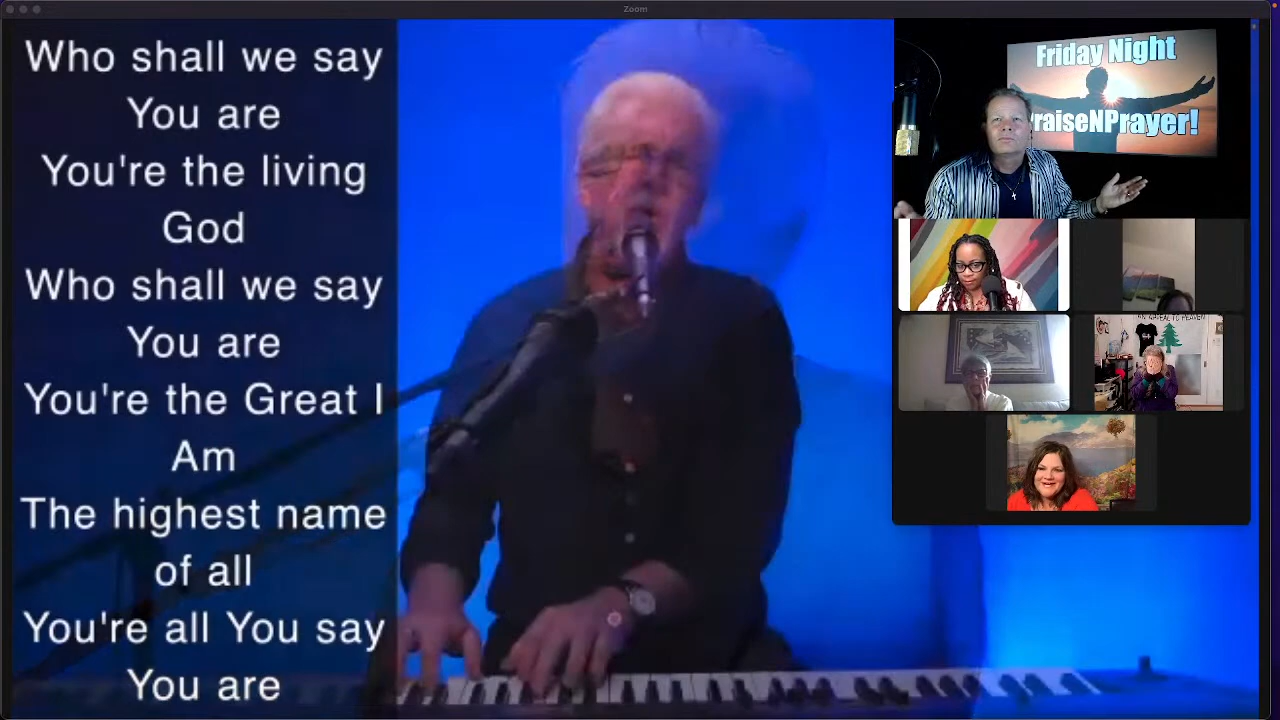 Zoom
Who shall we say
You are
You're the living
God
Who shall we say
You are
You're the Great I
Am
The highest name
of all
You're all You say
You are
Friday Night
raiseNPrayer!